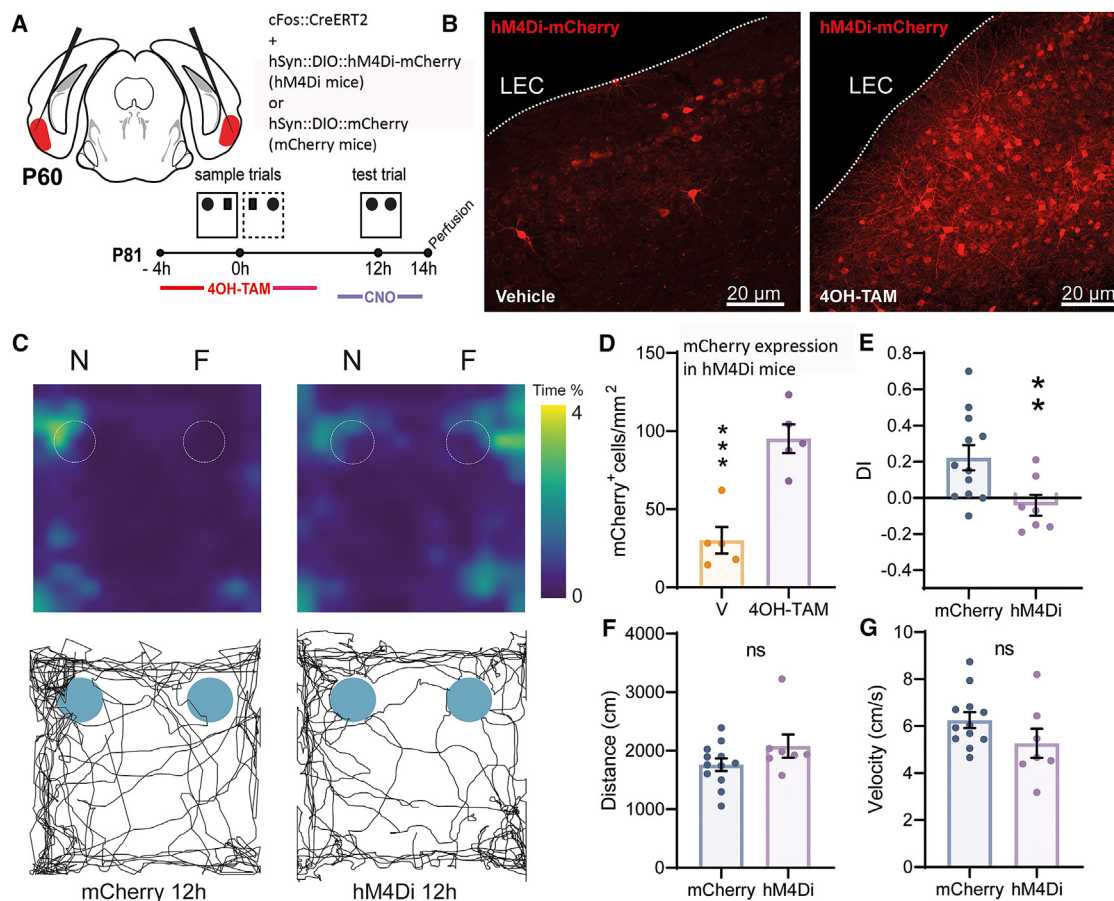 A
cFos::CreERT2
+
hSyn::DIO::hM4Di-mCherry
(hM4Di mice)
or
hSyn::DIO::mCherry
(mCherry mice)
P60
sample trials
test trial
Perfusion
P81
- 4h
0h
12h
14h
4OH-TAM
CNO
B
hM4Di-mCherry
LEC
Vehicle
20 µm
hM4Di-mCherry
LEC
4OH-TAM
20 µm
C
N
F
N
F
Time %
4
0
mCherry 12h
hM4Di 12h
D
mCherry expression
in hM4Di mice
mCherry+ cells/mm2
150
100
50
0
***
V
4OH-TAM
E
DI
0.8
0.6
0.4
0.2
0.0
-0.2
-0.4
**
mCherry hM4Di
F
Distance (cm)
4000
3000
2000
1000
0
ns
mCherry hM4Di
G
Velocity (cm/s)
10
8
6
4
2
0
ns
mCherry hM4Di